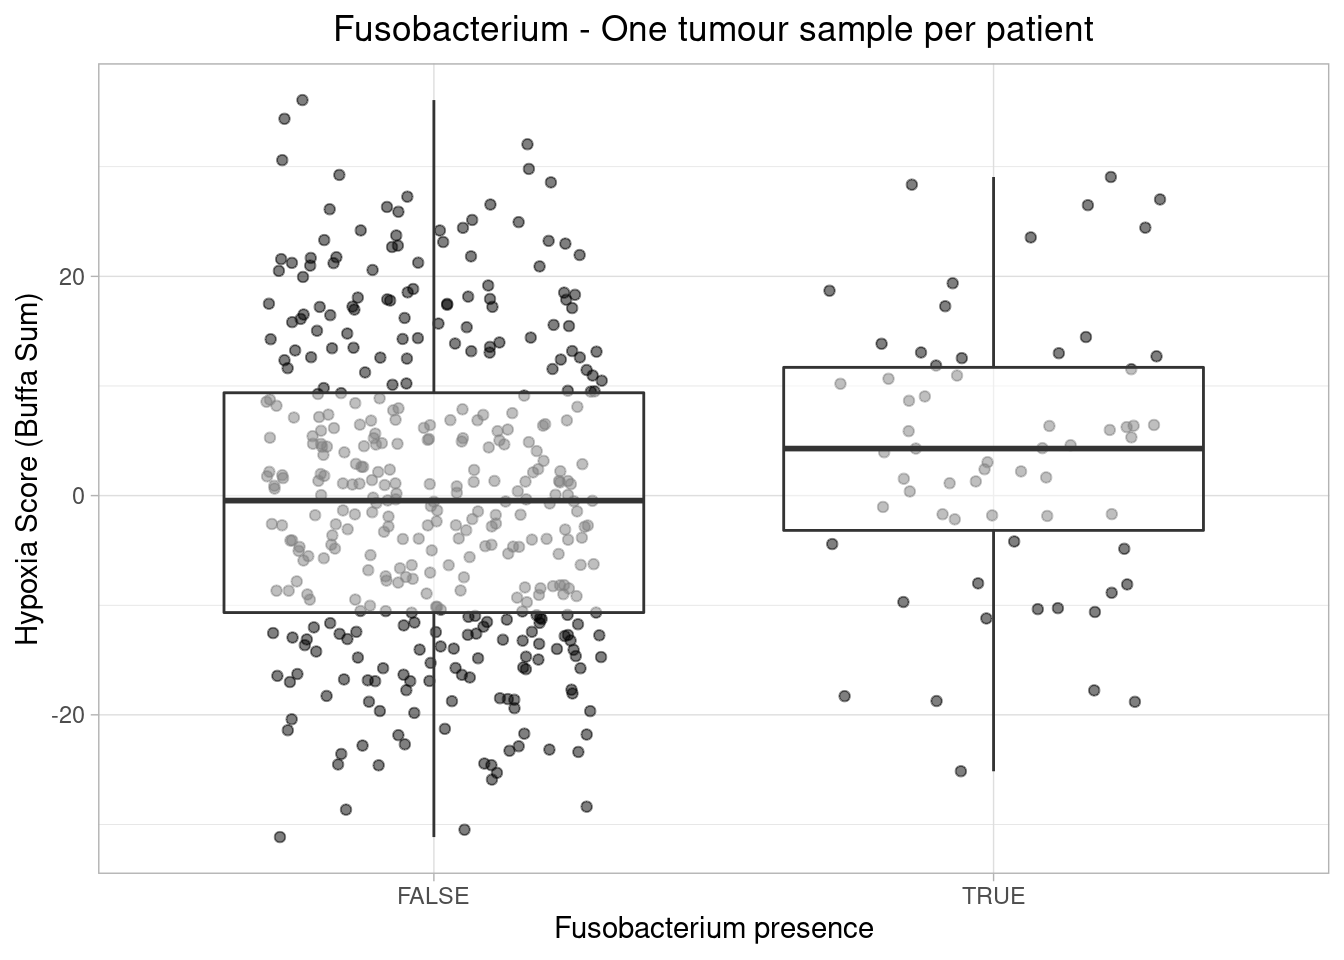 Fusobacterium - One tumour sample per patient
Hypoxia Score (Buffa Sum)
20
0
-20
FALSE
TRUE
Fusobacterium presence